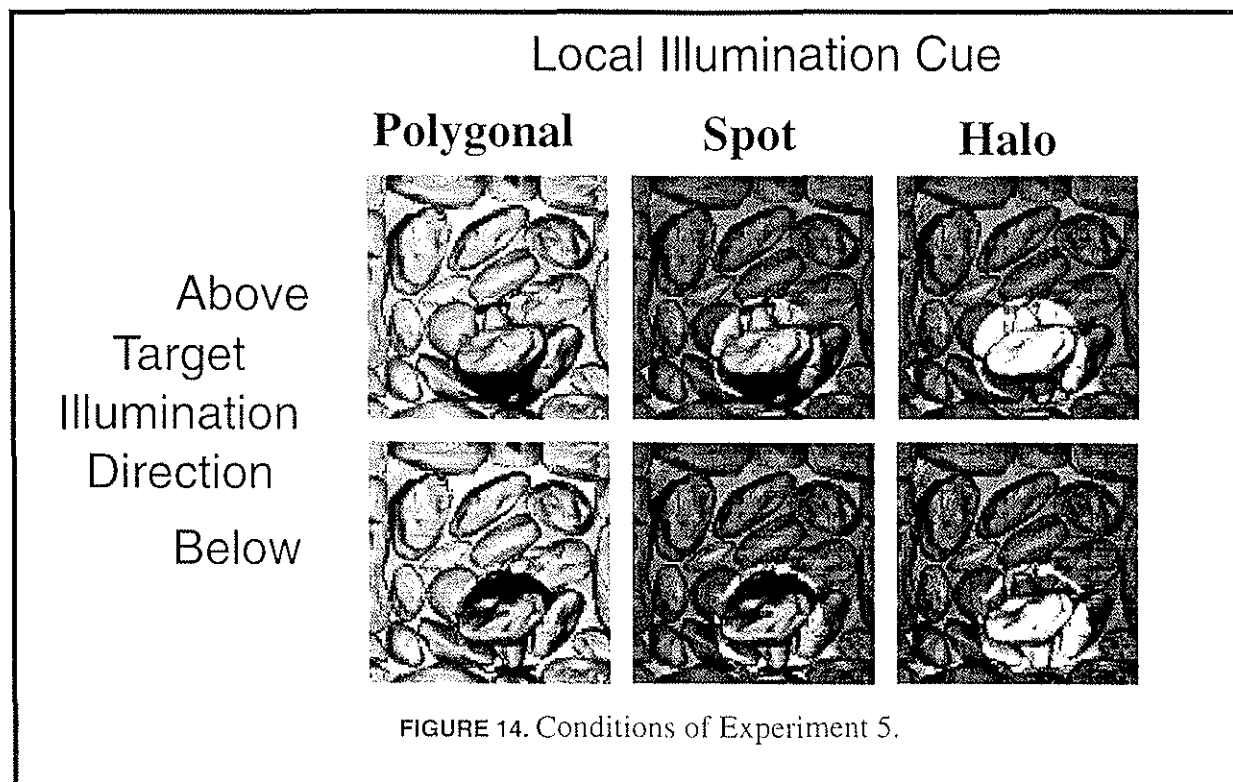 Local Illumination Cue
Polygonal Spot Halo
Above
Target
Illumination
Direction
Below
FIGURE 14. Conditions of Experiment 5.